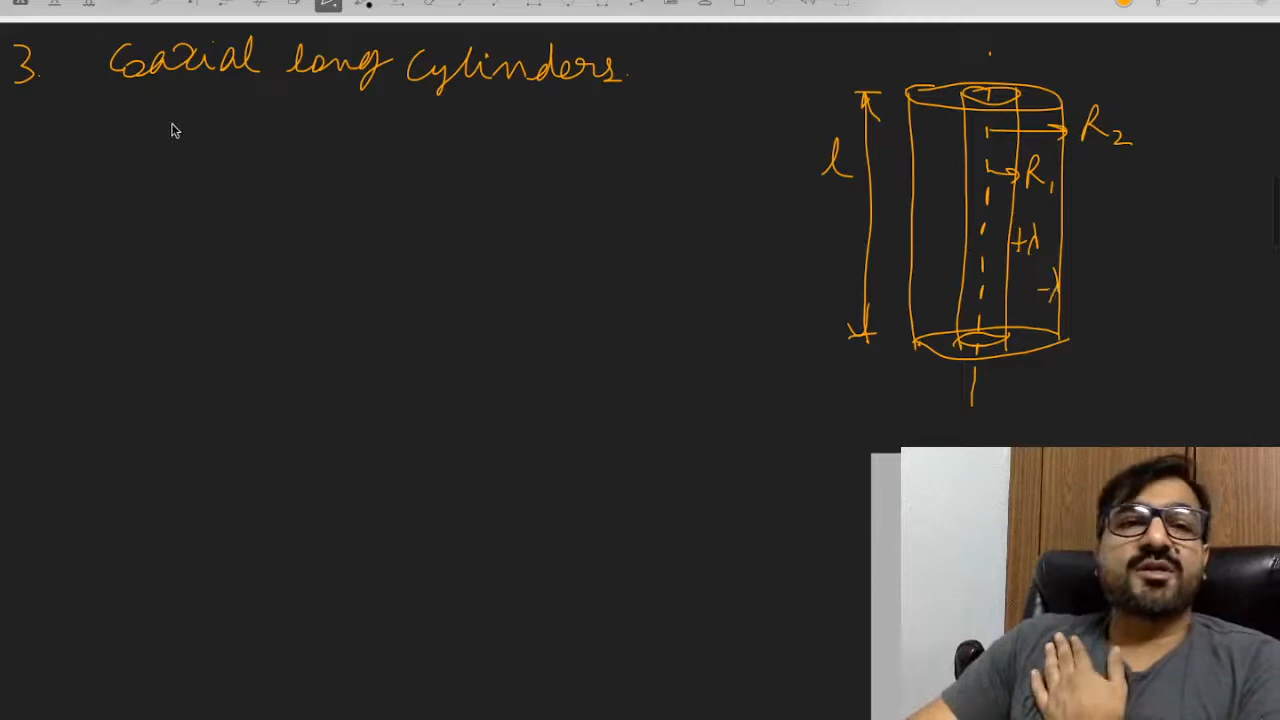 3. Coaxial long Cylinders.
R₂
l
R₁
+λ
-λ